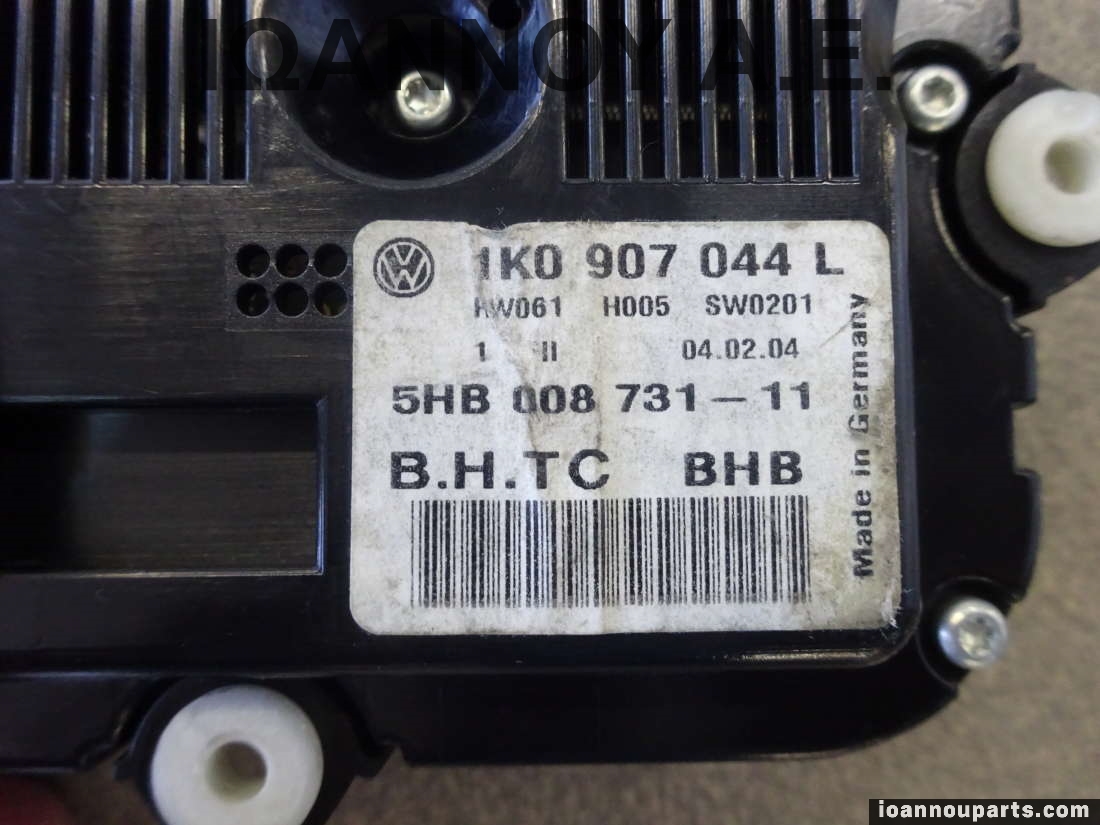 ΙΩΑΝΝΟΥ Α.Ε.
1K0 907 044 L
HW061 H005 SW0201
1 II 04.02.04
5HB 008 731-11
B.H.TC BHB
Made in Germany
ioannouparts.com